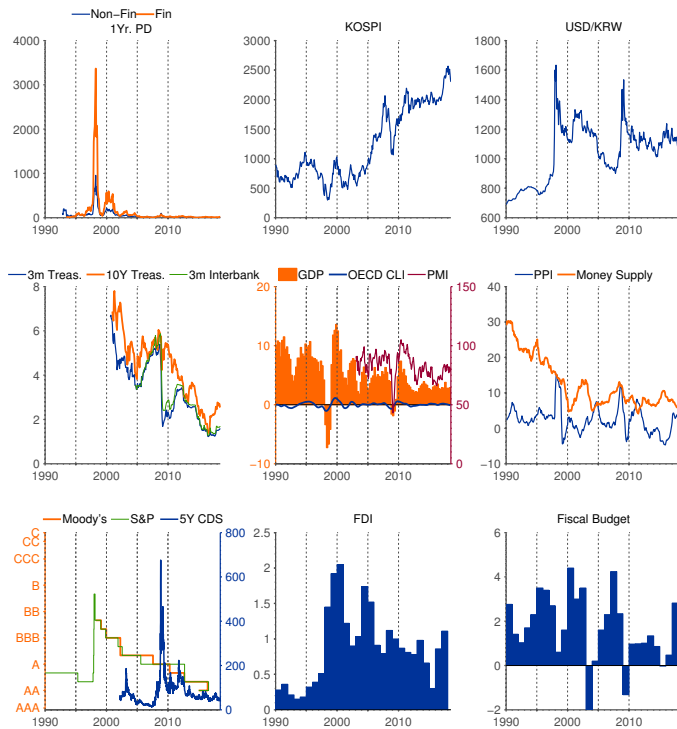 Non−Fin Fin
1Yr. PD
KOSPI
USD/KRW
4000
3000
2000
1000
0
1990 2000 2010
3000
2500
2000
1500
1000
500
0
1990 2000 2010
1800
1600
1400
1200
1000
800
600
1990 2000 2010
3m Treas. 10Y Treas. 3m Interbank
GDP OECD CLI PMI
PPI Money Supply
8
6
4
2
0
1990 2000 2010
20
10
0
−10
150
100
50
0
1990 2000 2010
40
30
20
10
0
−10
1990 2000 2010
Moody's S&P 5Y CDS
FDI
Fiscal Budget
C
CC
CCC
B
BB
BBB
A
AA
AAA
800
600
400
200
0
1990 2000 2010
2.5
2
1.5
1
0.5
0
1990 2000 2010
6
4
2
0
−2
1990 2000 2010